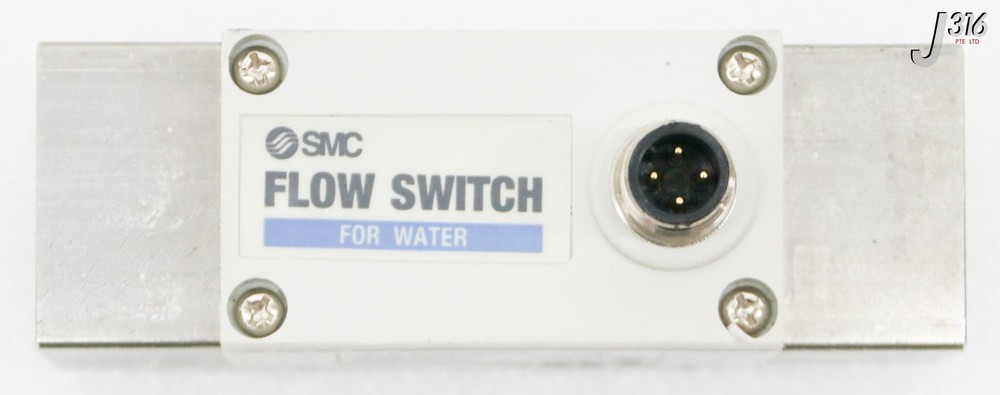 J316
PTE LTD
SMC
FLOW SWITCH
FOR WATER